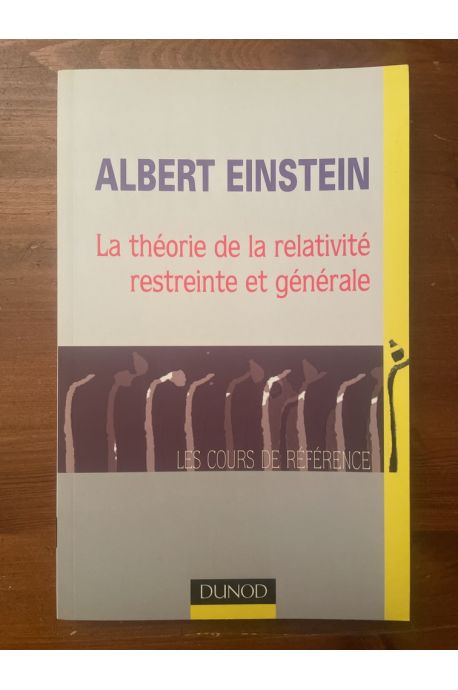 ALBERT EINSTEIN
La théorie de la relativité
restreinte et générale
LES COURS DE RÉFÉRENCE
DUNOD